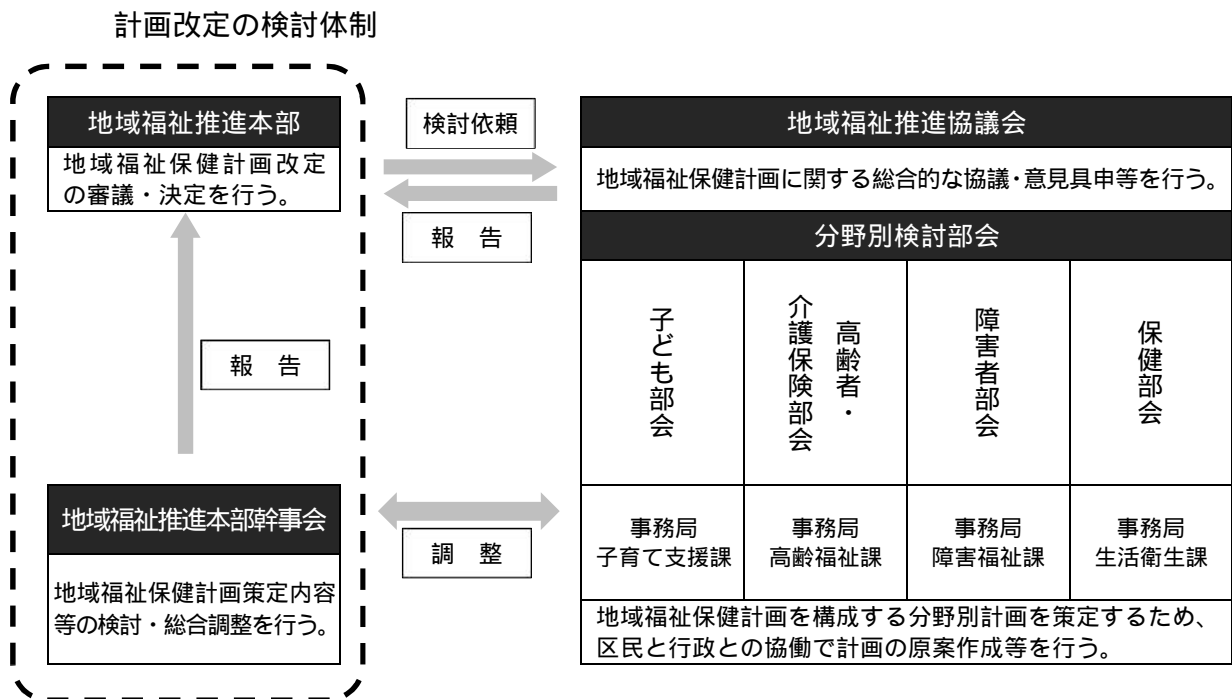 計画改定の検討体制
地域福祉推進本部
地域福祉保健計画改定
の審議・決定を行う。
検討依頼
報 告
報 告
地域福祉推進本部幹事会
地域福祉保健計画策定内容
等の検討・総合調整を行う。
調 整
地域福祉推進協議会
地域福祉保健計画に関する総合的な協議・意見具申等を行う。
分野別検討部会
子ども部会
高齢者・
介護保険部会
障害者部会
保健部会
事務局
子育て支援課
事務局
高齢福祉課
事務局
障害福祉課
事務局
生活衛生課
地域福祉保健計画を構成する分野別計画を策定するため、
区民と行政との協働で計画の原案作成等を行う。